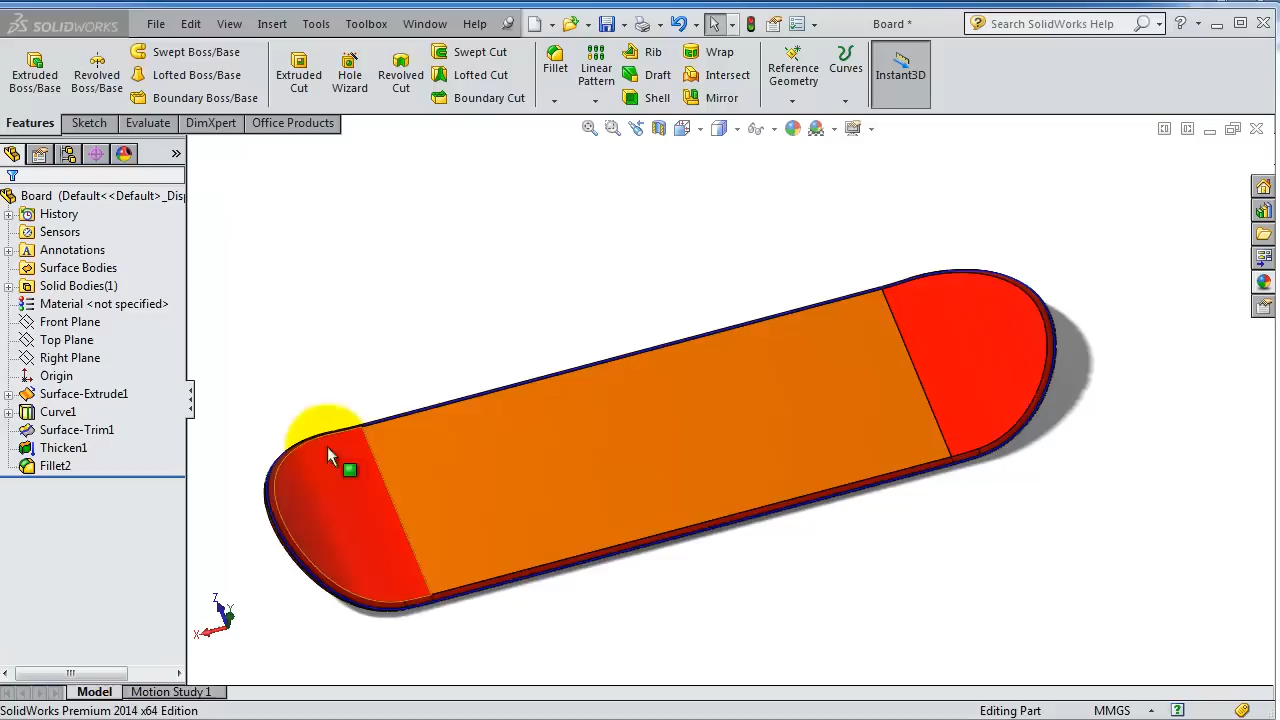 SOLIDWORKS File Edit View Insert Tools Toolbox Window Help Board * Search SolidWorks Help
Extruded Boss/Base
Revolved Boss/Base
Swept Boss/Base
Lofted Boss/Base
Boundary Boss/Base
Extruded Cut
Hole Wizard
Revolved Cut
Swept Cut
Lofted Cut
Boundary Cut
Fillet
Linear Pattern
Rib
Draft
Shell
Wrap
Intersect
Mirror
Reference Geometry
Curves
Instant3D
Features Sketch Evaluate DimXpert Office Products
Board (Default<<Default>_Disp
History
Sensors
Annotations
Surface Bodies
Solid Bodies(1)
Material <not specified>
Front Plane
Top Plane
Right Plane
Origin
Surface-Extrude1
Curve1
Surface-Trim1
Thicken1
Fillet2
Z
Y
X
Model Motion Study 1
SolidWorks Premium 2014 x64 Edition Editing Part MMGS